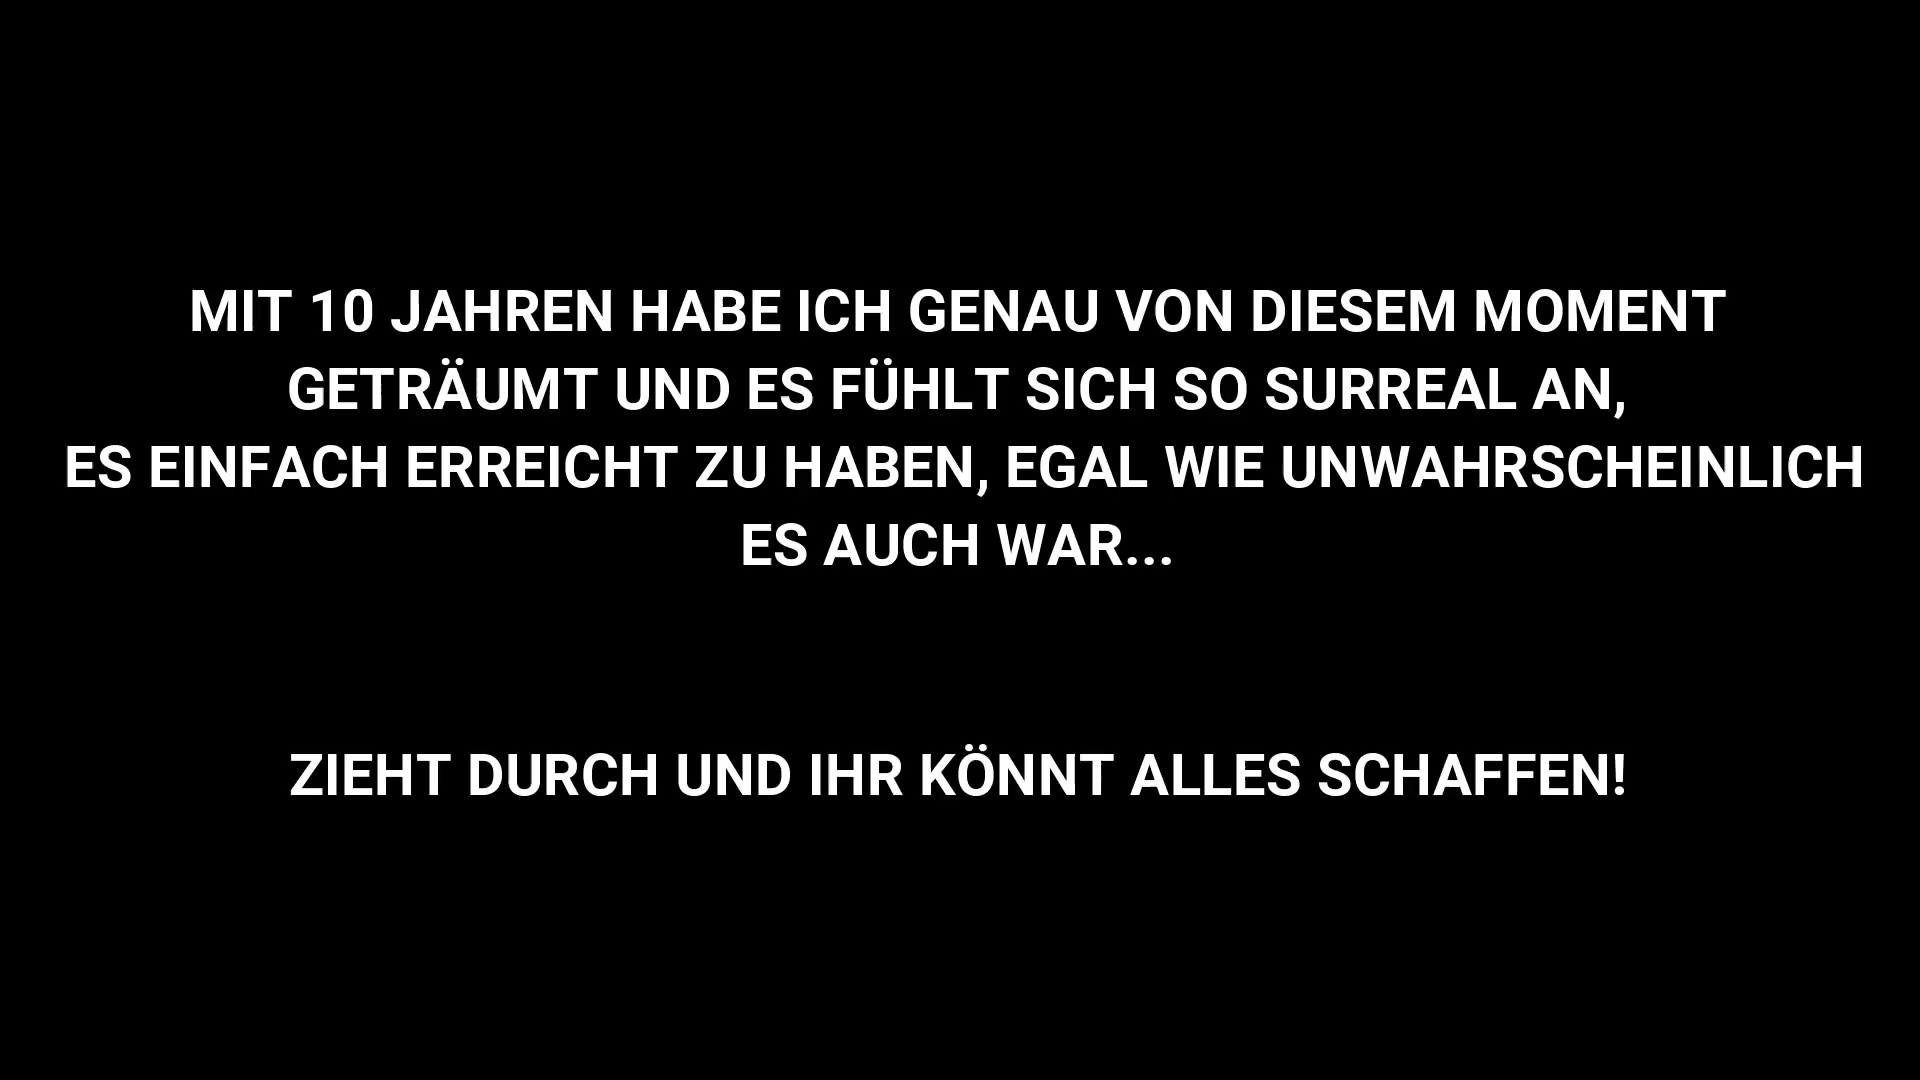 MIT 10 JAHREN HABE ICH GENAU VON DIESEM MOMENT
GETRÄUMT UND ES FÜHLT SICH SO SURREAL AN,
ES EINFACH ERREICHT ZU HABEN, EGAL WIE UNWAHRSCHEINLICH
ES AUCH WAR...
ZIEHT DURCH UND IHR KÖNNT ALLES SCHAFFEN!